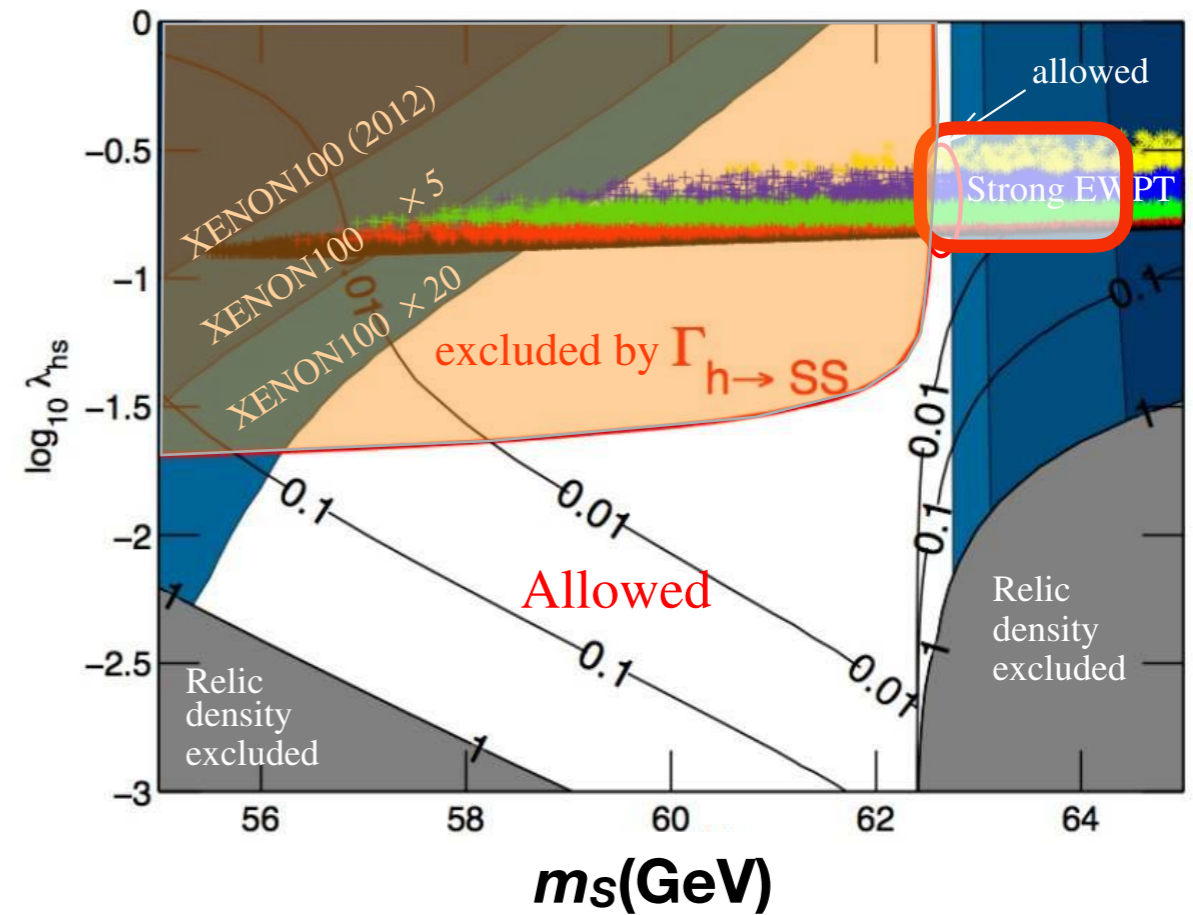 0
allowed
XENON100 (2012)
−0.5
× 5
Strong EWPT
XENON100
−1
.01
0.1
XENON100 × 20
excluded by Γ
h→ SS
log₁₀ λhs
−1.5
0.01
1
0.1
0.01
0.1
−2
Allowed
1
Relic
density
excluded
1
−2.5
0.1
0.01
Relic
density
excluded
1
−3
56
58
60
62
64
mS(GeV)